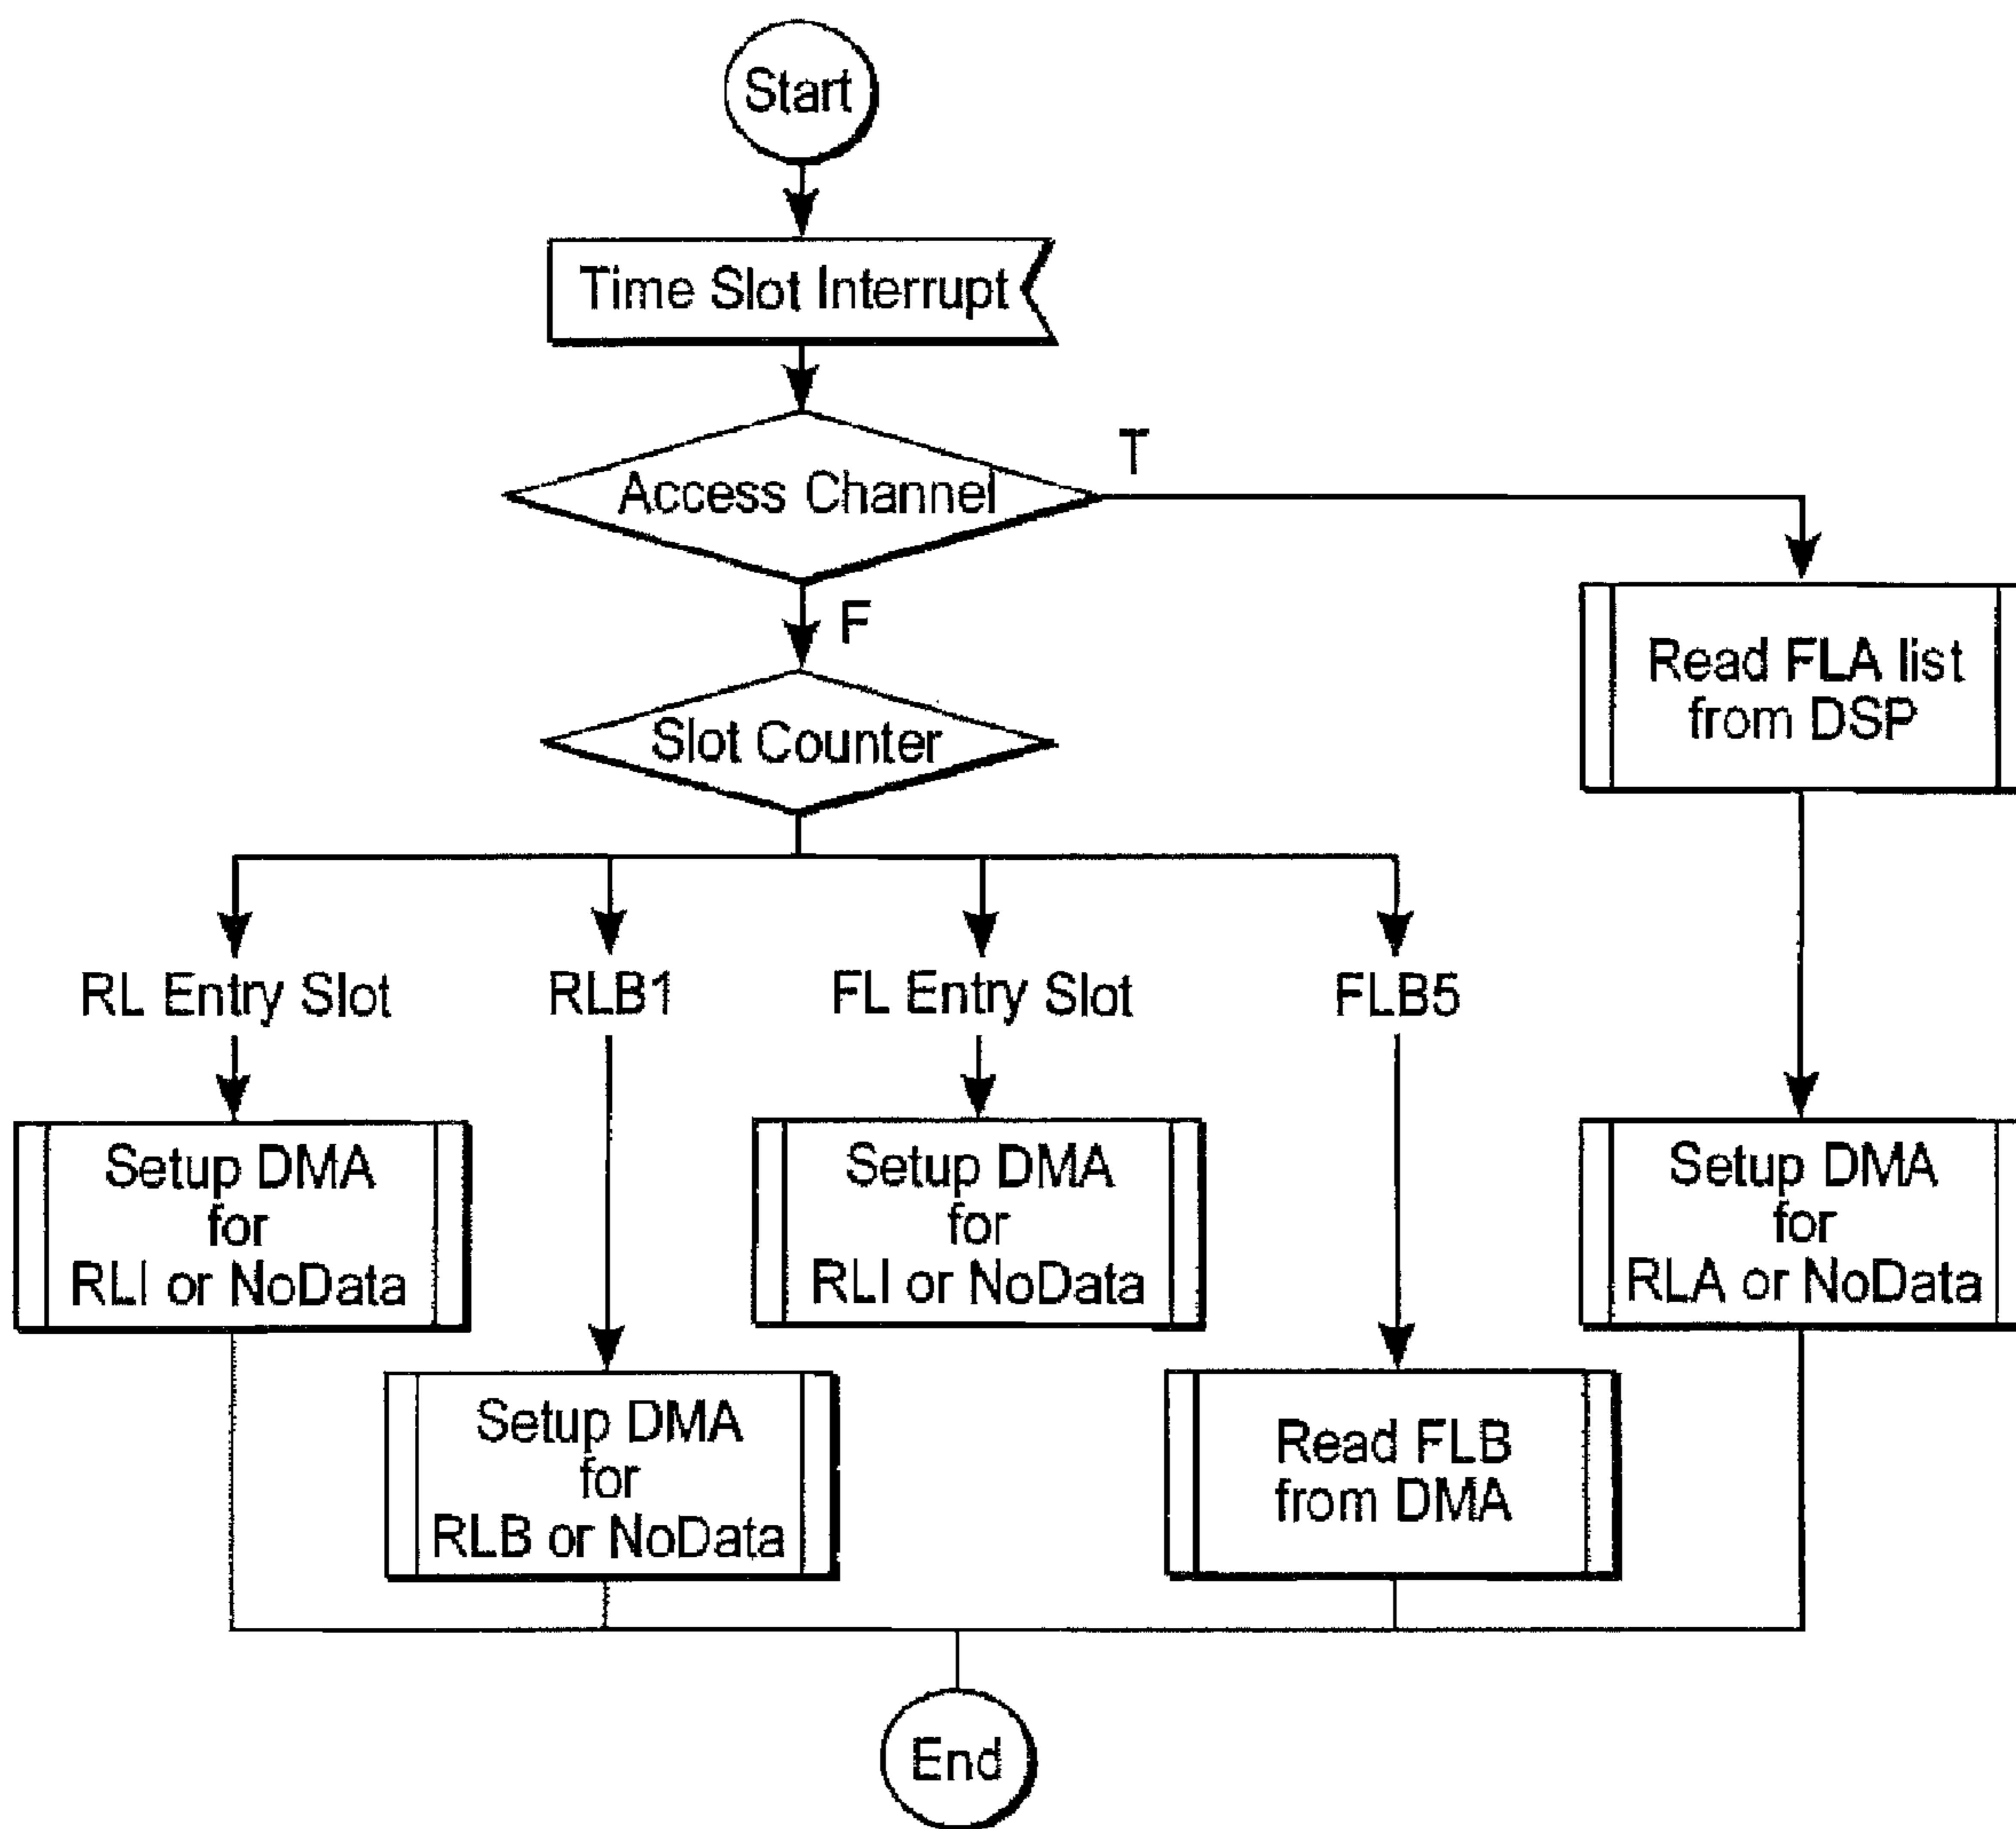 Start
Time Slot Interrupt
Access Channel
T
F
Read FLA list
from DSP
Slot Counter
RL Entry Slot
RLB1
FL Entry Slot
FLB5
Setup DMA
for
RLI or NoData
Setup DMA
for
RLI or NoData
Setup DMA
for
RLA or NoData
Setup DMA
for
RLB or NoData
Read FLB
from DMA
End